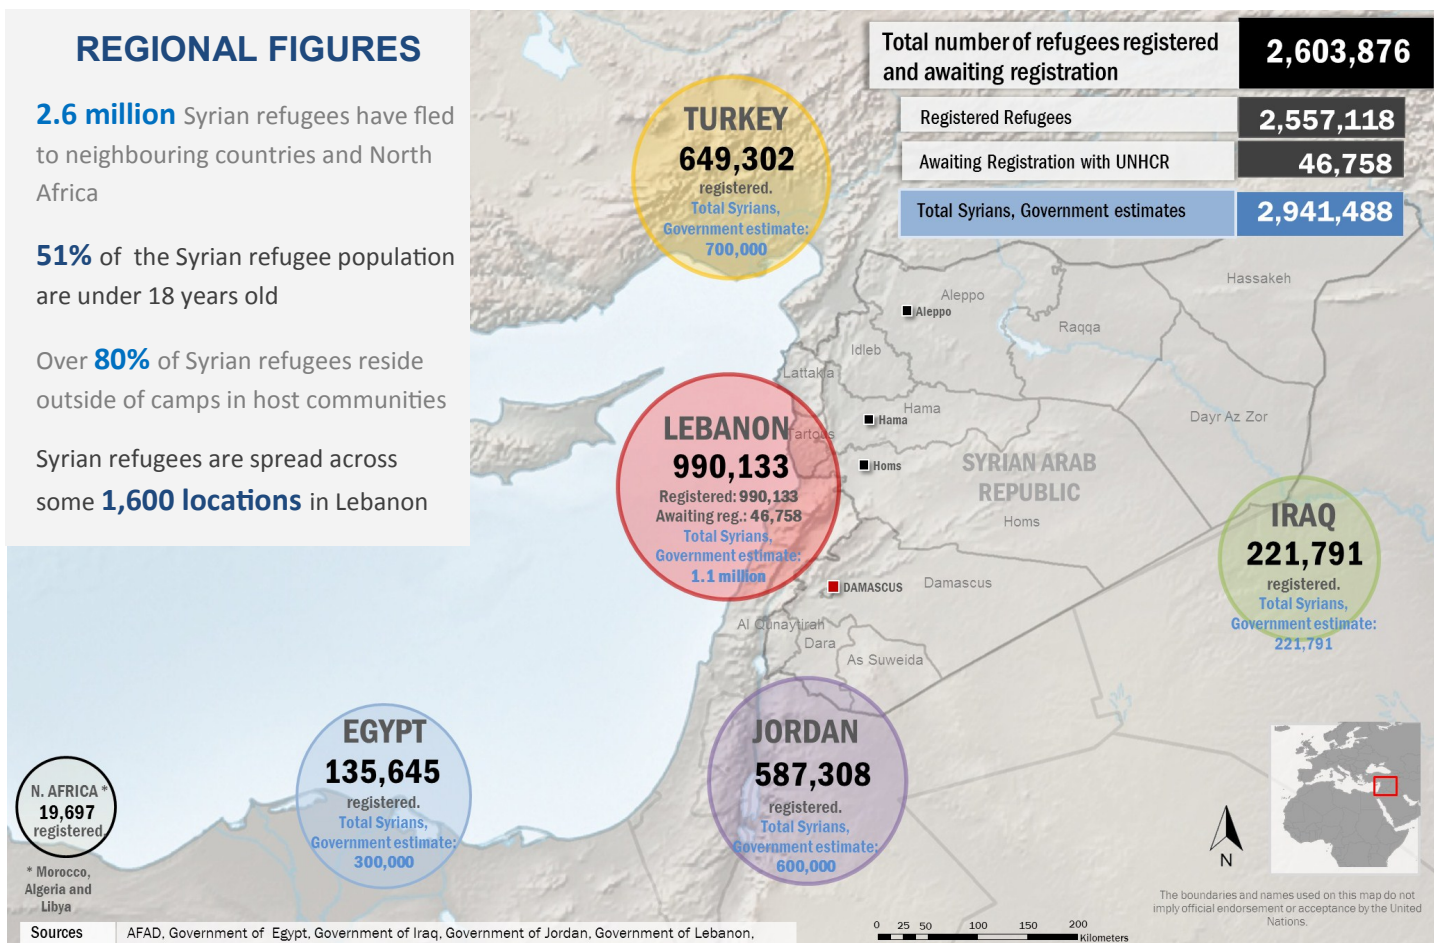 REGIONAL FIGURES
2.6 million Syrian refugees have fled
to neighbouring countries and North
Africa
51% of the Syrian refugee population
are under 18 years old
Over 80% of Syrian refugees reside
outside of camps in host communities
Syrian refugees are spread across
some 1,600 locations in Lebanon
Total number of refugees registered
and awaiting registration
2,603,876
Registered Refugees
2,557,118
Awaiting Registration with UNHCR
46,758
Total Syrians, Government estimates
2,941,488
TURKEY
649,302
registered.
Total Syrians,
Government estimate:
700,000
Hassakeh
Aleppo
Aleppo
Raqqa
Idleb
Lattakia
Hama
Hama
Dayr Az Zor
Tartous
Homs
SYRIAN ARAB
REPUBLIC
Homs
LEBANON
990,133
Registered: 990,133
Awaiting reg.: 46,758
Total Syrians,
Government estimate:
1.1 million
IRAQ
221,791
registered.
Total Syrians,
Government estimate:
221,791
DAMASCUS
Damascus
Al Qunaytirah
Dara
As Suweida
EGYPT
135,645
registered.
Total Syrians,
Government estimate:
300,000
JORDAN
587,308
registered.
Total Syrians,
Government estimate:
600,000
N. AFRICA *
19,697
registered.
* Morocco,
Algeria and
Libya
N
The boundaries and names used on this map do not
imply official endorsement or acceptance by the United
Nations.
0 25 50 100 150 200
Kilometers
Sources
AFAD, Government of Egypt, Government of Iraq, Government of Jordan, Government of Lebanon,